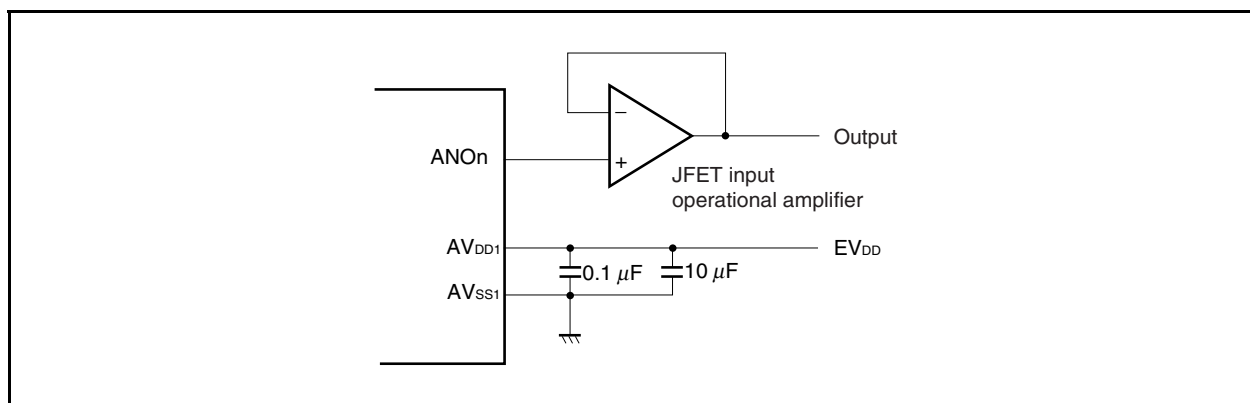 −
ANOn
+
Output
JFET input
operational amplifier
AVDD1
EVDD
0.1 μF
10 μF
AVSS1